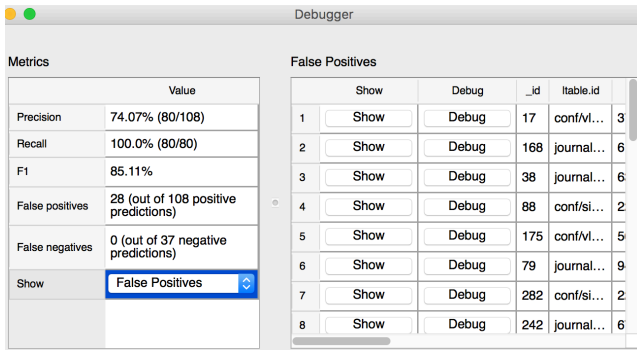 Debugger
Metrics
Value
Precision 74.07% (80/108)
Recall 100.0% (80/80)
F1 85.11%
False positives 28 (out of 108 positive predictions)
False negatives 0 (out of 37 negative predictions)
Show False Positives
False Positives
Show Debug _id ltable.id
1 Show Debug 17 conf/vl...
2 Show Debug 168 journal...
3 Show Debug 38 journal...
4 Show Debug 88 conf/si...
5 Show Debug 175 conf/vl...
6 Show Debug 79 journal...
7 Show Debug 282 conf/si...
8 Show Debug 242 journal...